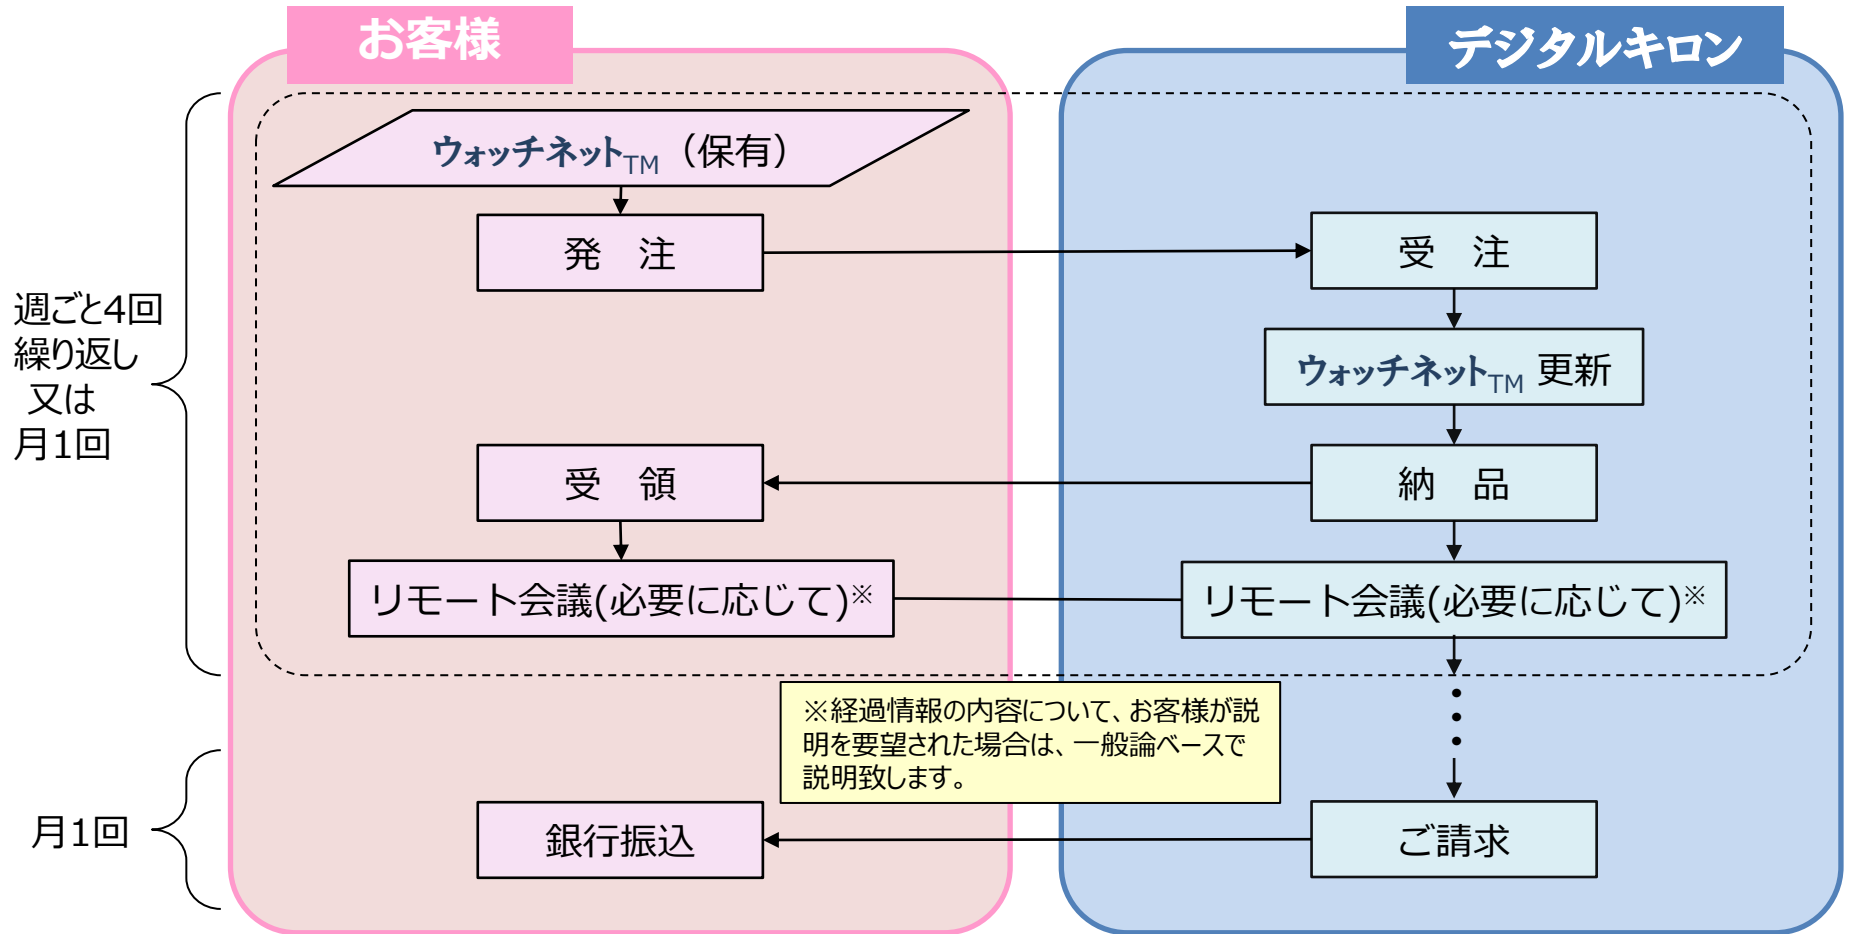 お客様
デジタルキロン
ウォッチネットTM（保有）
発　注
受　注
週ごと4回
繰り返し
又は
月1回
ウォッチネットTM 更新
受　領
納　品
リモート会議(必要に応じて)※
リモート会議(必要に応じて)※
※経過情報の内容について、お客様が説
明を要望された場合は、一般論ベースで
説明致します。
月1回
銀行振込
ご請求